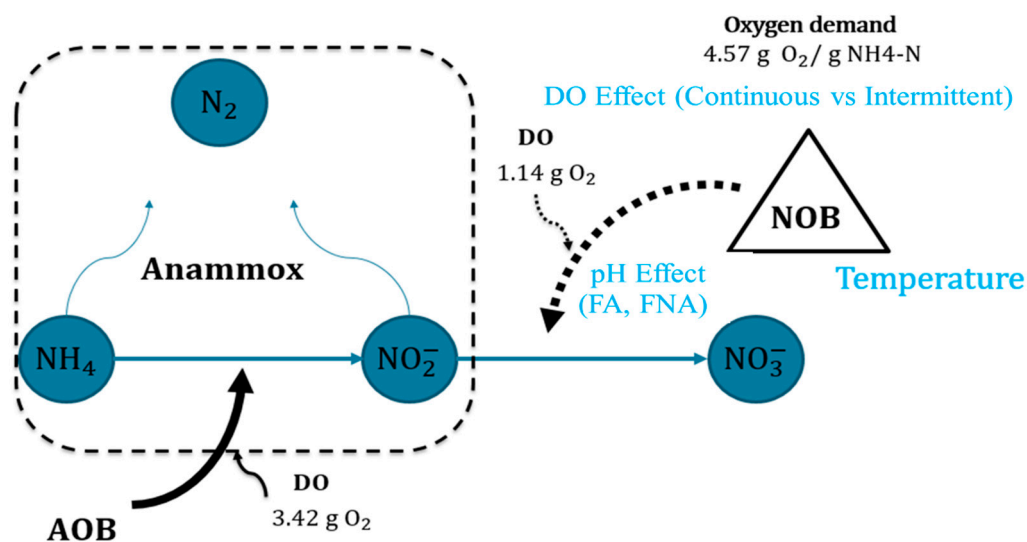 Oxygen demand
4.57 g O₂/ g NH4-N
DO Effect (Continuous vs Intermittent)
N₂
DO
1.14 g O₂
NOB
Anammox
pH Effect
(FA, FNA)
Temperature
NH₄
NO₂⁻
NO₃⁻
DO
3.42 g O₂
AOB